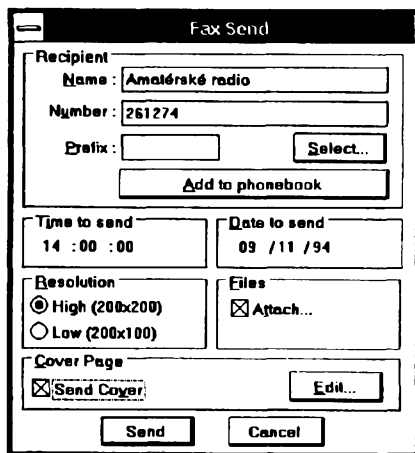 Fax Send
Recipient
Name : Amatérské radio
Number : 261274
Prefix :
Select...
Add to phonebook
Time to send
14 :00 :00
Date to send
09 /11 /94
Resolution
High (200x200)
Low (200x100)
Files
Attach...
Cover Page
Send Cover
Edit...
Send
Cancel